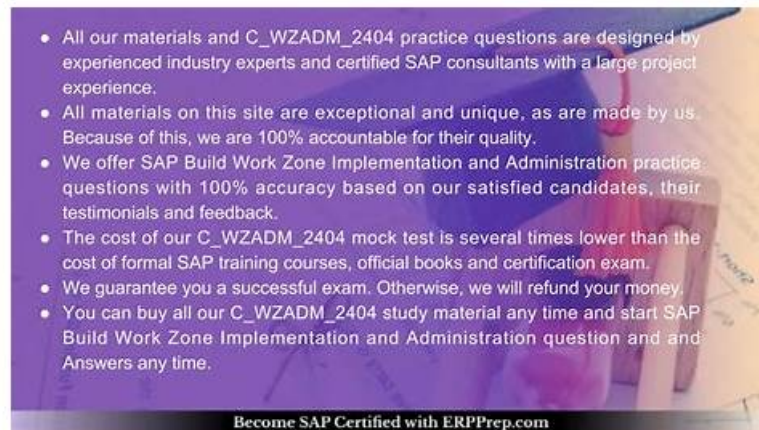 ● All our materials and C_WZADM_2404 practice questions are designed by
experienced industry experts and certified SAP consultants with a large project
experience.
● All materials on this site are exceptional and unique, as are made by us.
Because of this, we are 100% accountable for their quality.
● We offer SAP Build Work Zone Implementation and Administration practice
questions with 100% accuracy based on our satisfied candidates, their
testimonials and feedback.
● The cost of our C_WZADM_2404 mock test is several times lower than the
cost of formal SAP training courses, official books and certification exam.
● We guarantee you a successful exam. Otherwise, we will refund your money.
● You can buy all our C_WZADM_2404 study material any time and start SAP
Build Work Zone Implementation and Administration question and and
Answers any time.
Become SAP Certified with ERPPrep.com